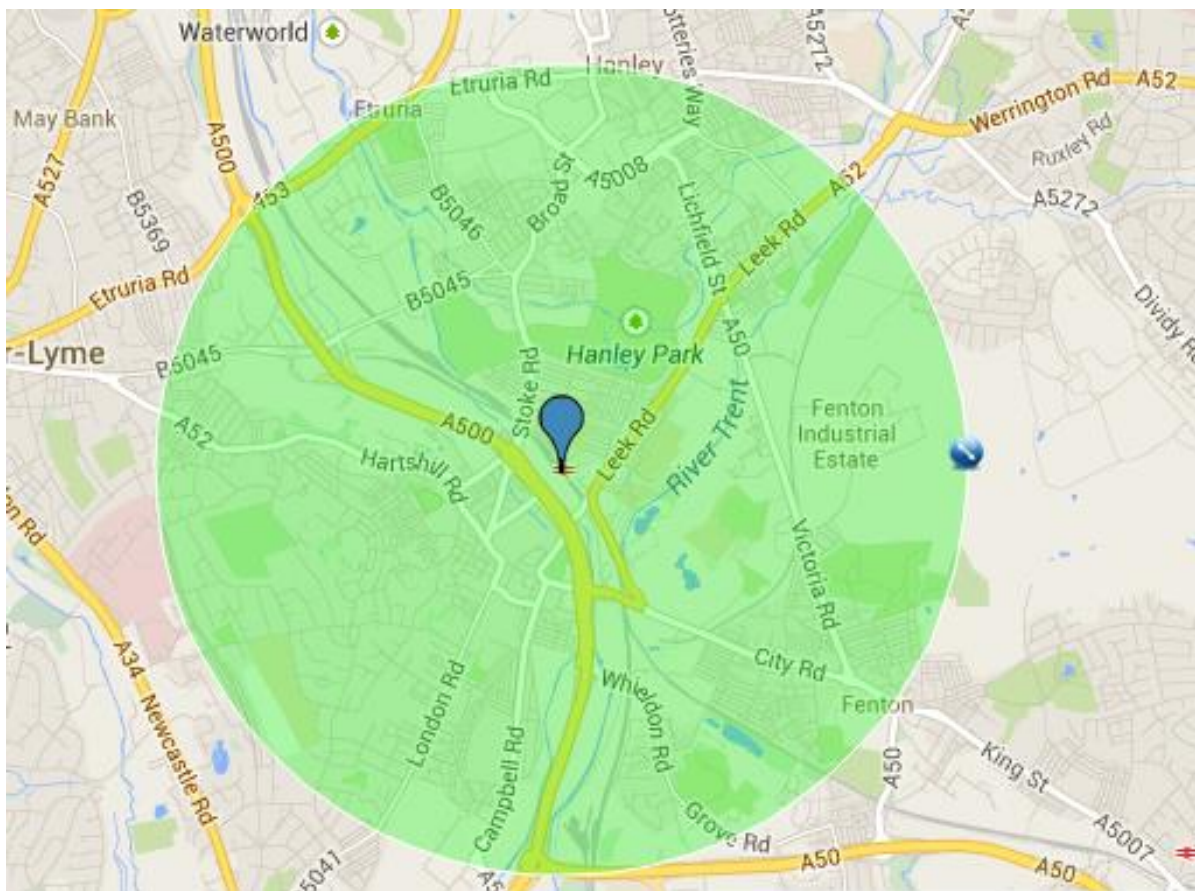 Waterworld
Hanley
Etruria Rd
A5272
Werrington Rd
A52
May Bank
Etruria
A500
A527
Ruxley Rd
Broad St
A5008
A52
B5046
Lichfield St
A5272
B5369
A53
Leek Rd
Etruria Rd
B5045
Dividy Rd
r-Lyme
B5045
Hanley Park
A50
Stoke Rd
A500
A52
Hartshill Rd
Leek Rd
River Trent
Fenton
Industrial
Estate
Victoria Rd
City Rd
A34
Newcastle Rd
London Rd
Campbell Rd
Whieldon Rd
Fenton
King St
A50
Grove Rd
A5007
B5041
A50
A50